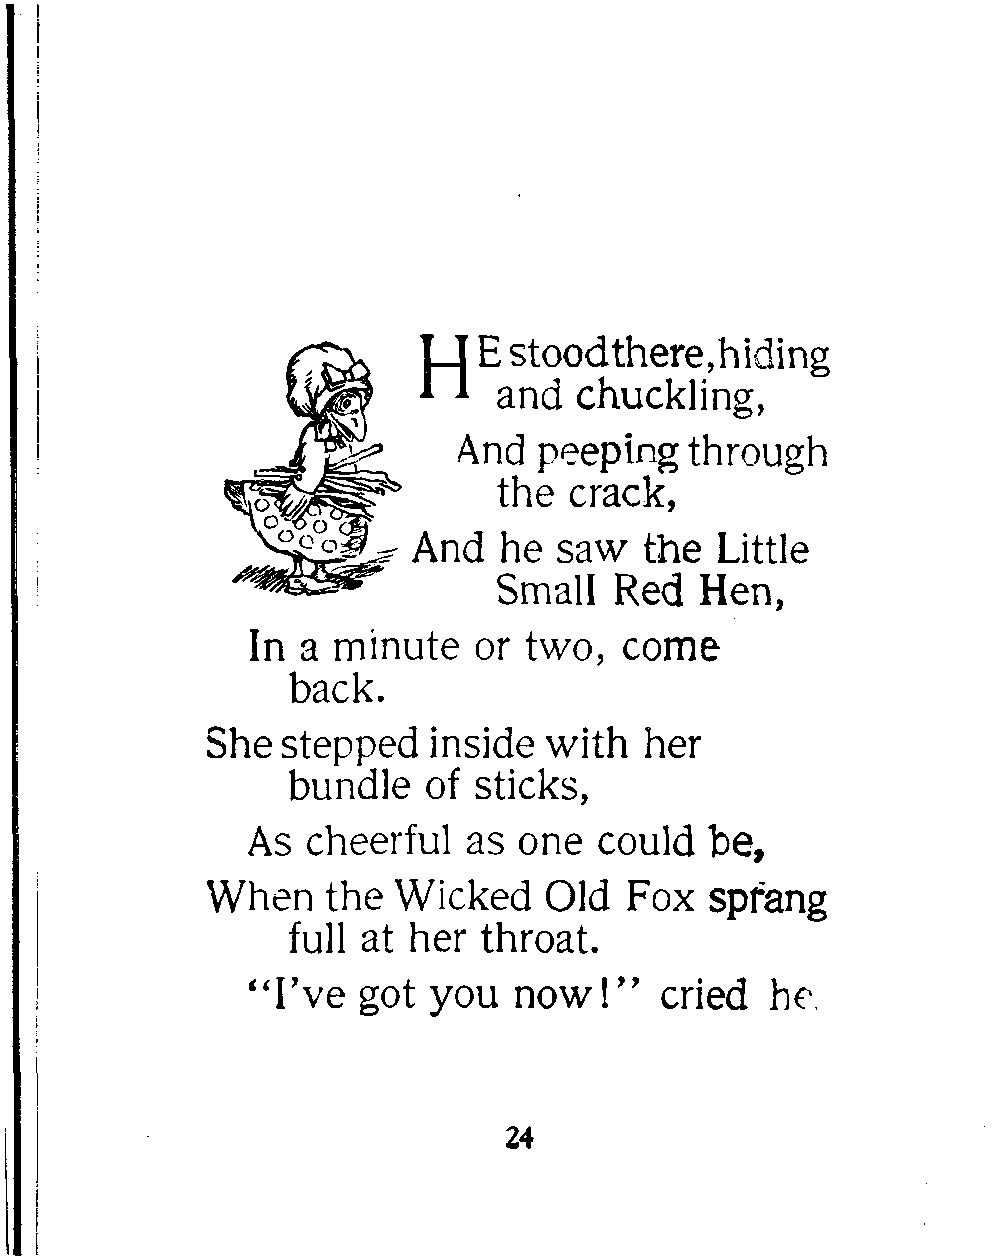 HE stood there, hiding
and chuckling,
And peeping through
the crack,
And he saw the Little
Small Red Hen,
In a minute or two, come
back.
She stepped inside with her
bundle of sticks,
As cheerful as one could be,
When the Wicked Old Fox sprang
full at her throat.
“I’ve got you now!” cried he.
24